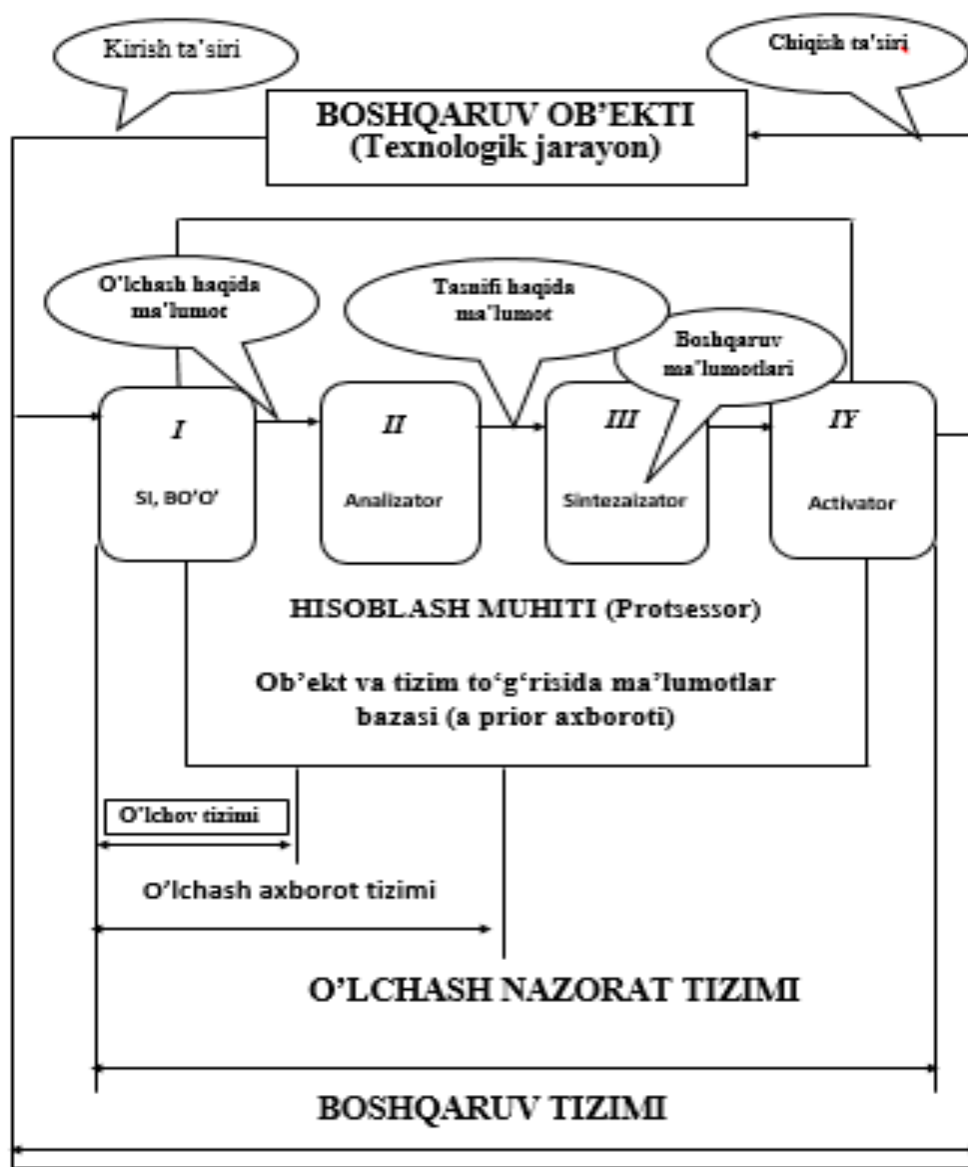 Kirish ta'siri
Chiqish ta'siri
BOSHQARUV OB'EKTI
(Texnologik jarayon)
O'lchash haqida
ma'lumot
Tasnifi haqida
ma'lumot
Boshqaruv
ma'lumotlari
I
SI, BO'O'
II
Analizator
III
Sintezaizator
IY
Activator
HISOBLASH MUHITI (Protsessor)
Ob'ekt va tizim to‘g‘risida ma'lumotlar
bazasi (a prior axboroti)
O'lchov tizimi
O'lchash axborot tizimi
O'LCHASH NAZORAT TIZIMI
BOSHQARUV TIZIMI